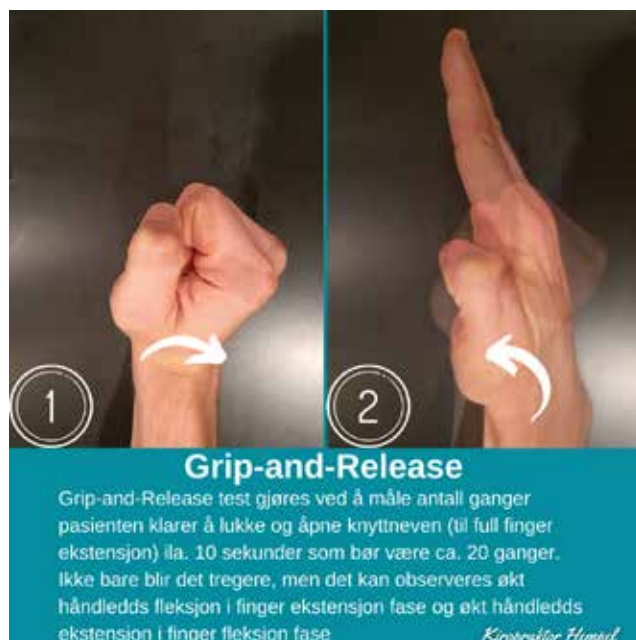 1
2
Grip-and-Release
Grip-and-Release test gjøres ved å måle antall ganger
pasienten klarer å lukke og åpne knyttneven (til full finger
ekstensjon) ila. 10 sekunder som bør være ca. 20 ganger.
Ikke bare blir det tregere, men det kan observeres økt
håndledds fleksjon i finger ekstensjon fase og økt håndledds
ekstensjon i finger fleksjon fase